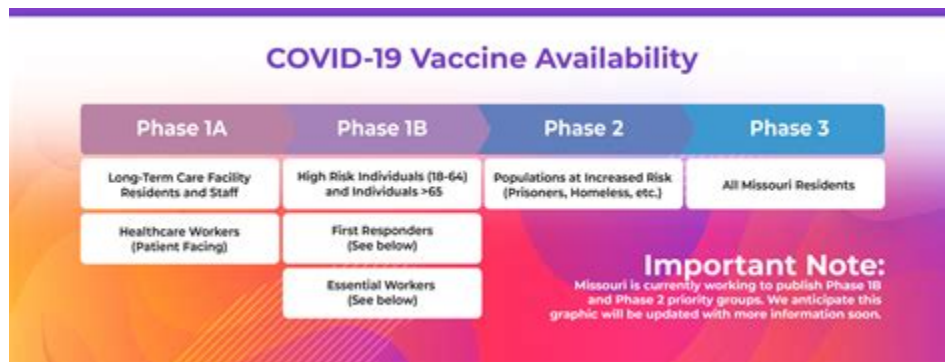 COVID-19 Vaccine Availability
Phase 1A
Phase 1B
Phase 2
Phase 3
Long-Term Care Facility
Residents and Staff
High Risk Individuals (18-64)
and Individuals >65
Populations at Increased Risk
(Prisoners, Homeless, etc.)
All Missouri Residents
Healthcare Workers
(Patient Facing)
First Responders
(See below)
Essential Workers
(See below)
Important Note:
Missouri is currently working to publish Phase 1B
and Phase 2 priority groups. We anticipate this
graphic will be updated with more information soon.